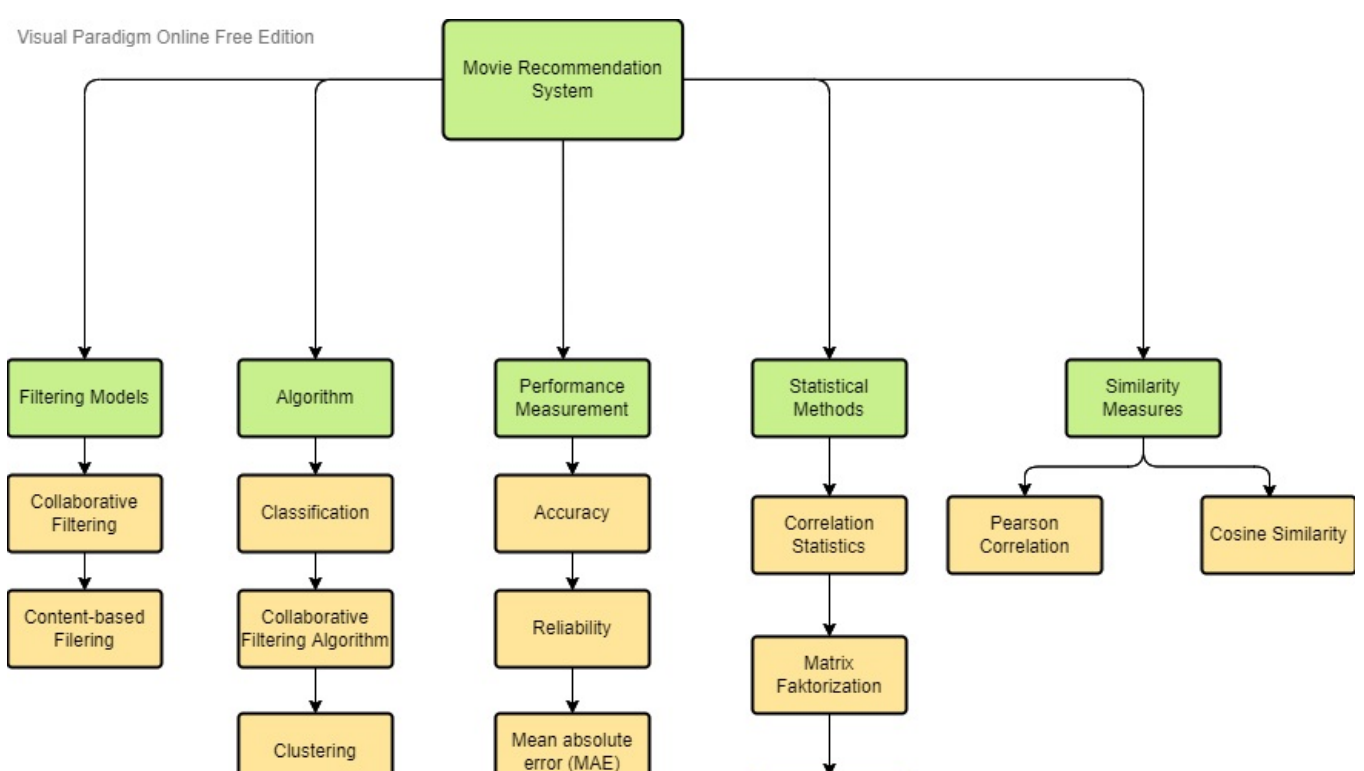 Visual Paradigm Online Free Edition
Movie Recommendation
System
Filtering Models
Algorithm
Performance
Measurement
Statistical
Methods
Similarity
Measures
Collaborative
Filtering
Classification
Accuracy
Correlation
Statistics
Pearson
Correlation
Cosine Similarity
Content-based
Filering
Collaborative
Filtering Algorithm
Reliability
Matrix
Faktorization
Clustering
Mean absolute
error (MAE)